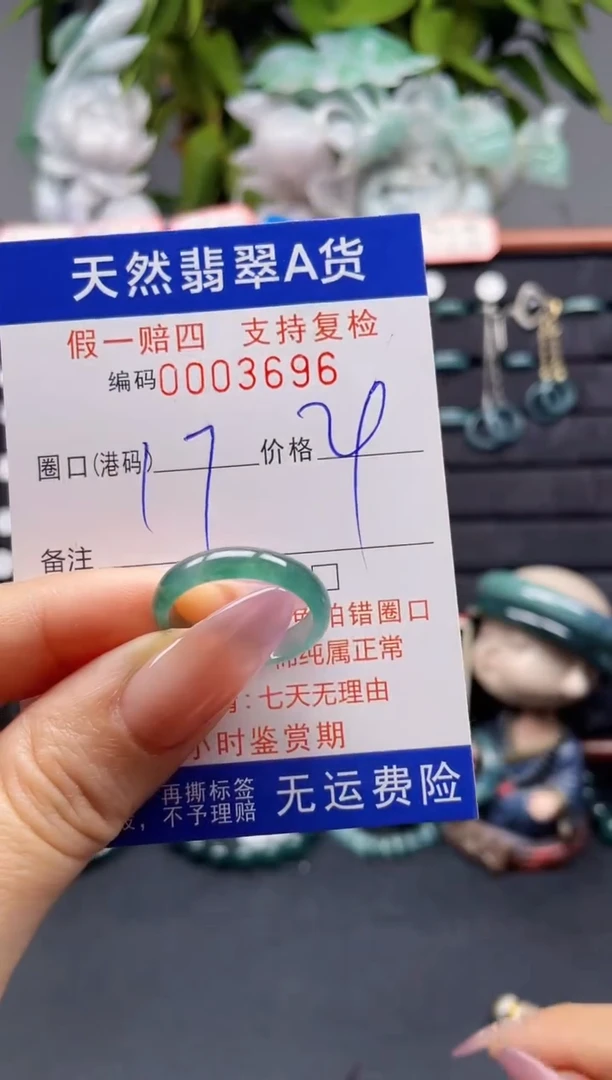 天然翡翠A货
假一赔四 支持复检
编码0003696
圈口(港码) 17 价格 4
备注
拍错圈口
纯属正常
:七天无理由
小时鉴赏期
再撕标签
,不予理赔
无运费险